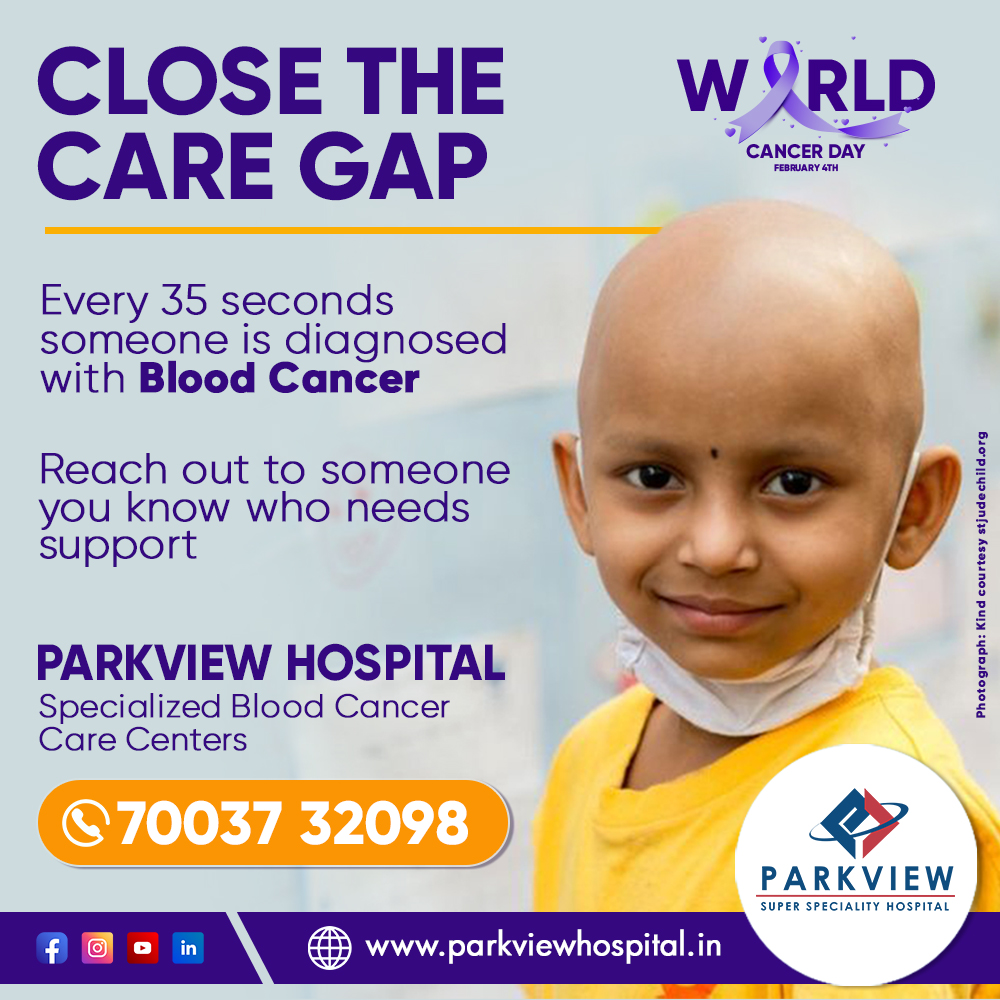 CLOSE THE
CARE GAP
W RLD
CANCER DAY
FEBRUARY 4TH
Every 35 seconds
someone is diagnosed
with Blood Cancer
Reach out to someone
you know who needs
support
PARKVIEW HOSPITAL
Specialized Blood Cancer
Care Centers
70037 32098
Photograph: Kind courtesy stjudechild.org
PARKVIEW
SUPER SPECIALITY HOSPITAL
f in
www.parkviewhospital.in